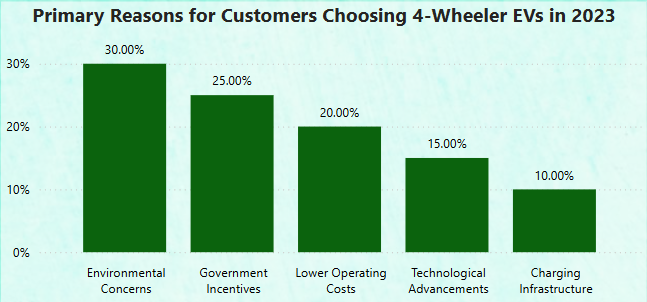 Primary Reasons for Customers Choosing 4-Wheeler EVs in 2023
30.00%
25.00%
20.00%
15.00%
10.00%
30%
20%
10%
0%
Environmental
Concerns
Government
Incentives
Lower Operating
Costs
Technological
Advancements
Charging
Infrastructure